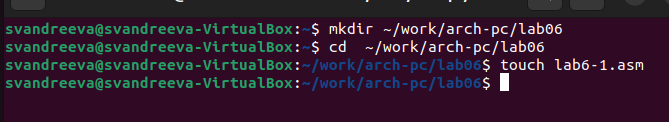 svandreeva@svandreeva-VirtualBox:~$ mkdir ~/work/arch-pc/lab06
svandreeva@svandreeva-VirtualBox:~$ cd  ~/work/arch-pc/lab06
svandreeva@svandreeva-VirtualBox:~/work/arch-pc/lab06$ touch lab6-1.asm
svandreeva@svandreeva-VirtualBox:~/work/arch-pc/lab06$